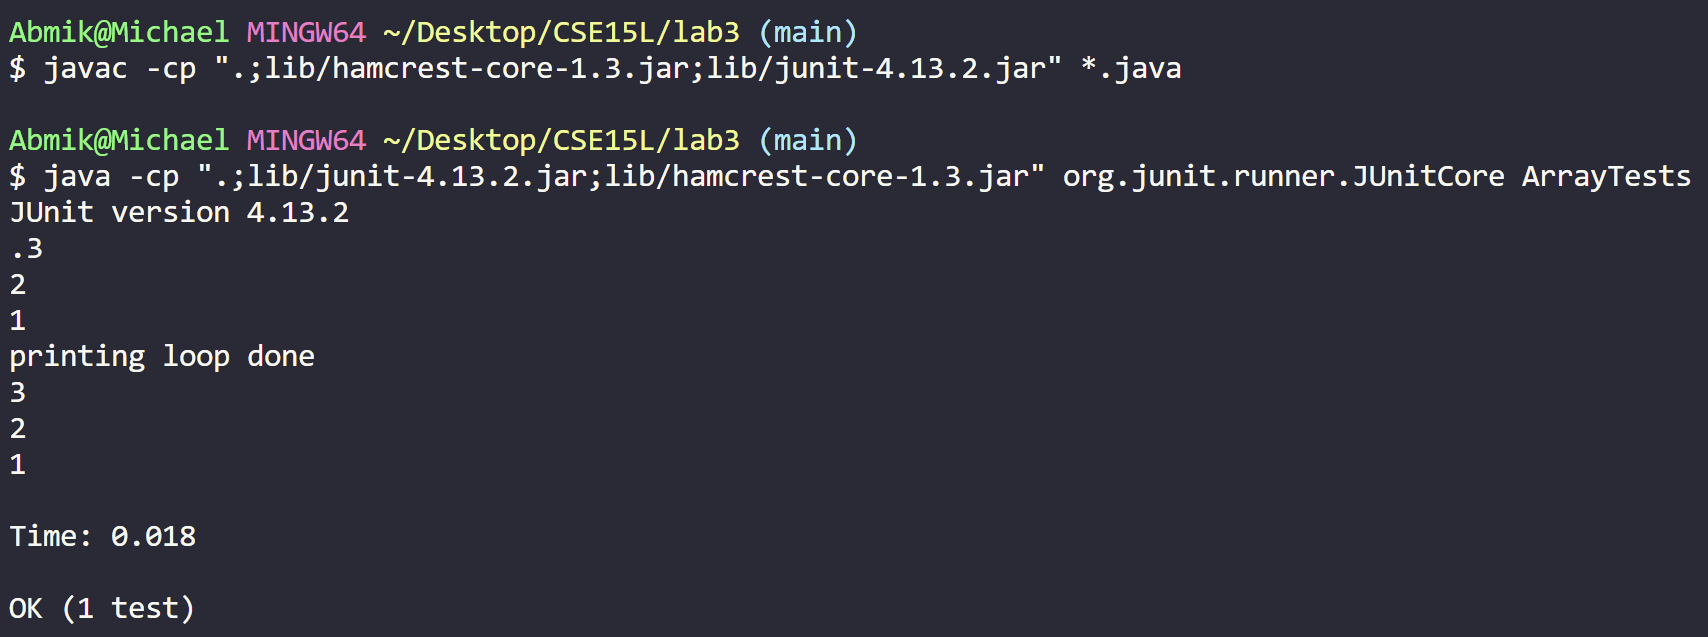 Abmik@Michael MINGW64 ~/Desktop/CSE15L/lab3 (main)
$ javac -cp ".;lib/hamcrest-core-1.3.jar;lib/junit-4.13.2.jar" *.java
Abmik@Michael MINGW64 ~/Desktop/CSE15L/lab3 (main)
$ java -cp ".;lib/junit-4.13.2.jar;lib/hamcrest-core-1.3.jar" org.junit.runner.JUnitCore ArrayTests
JUnit version 4.13.2
.3
2
1
printing loop done
3
2
1
Time: 0.018
OK (1 test)